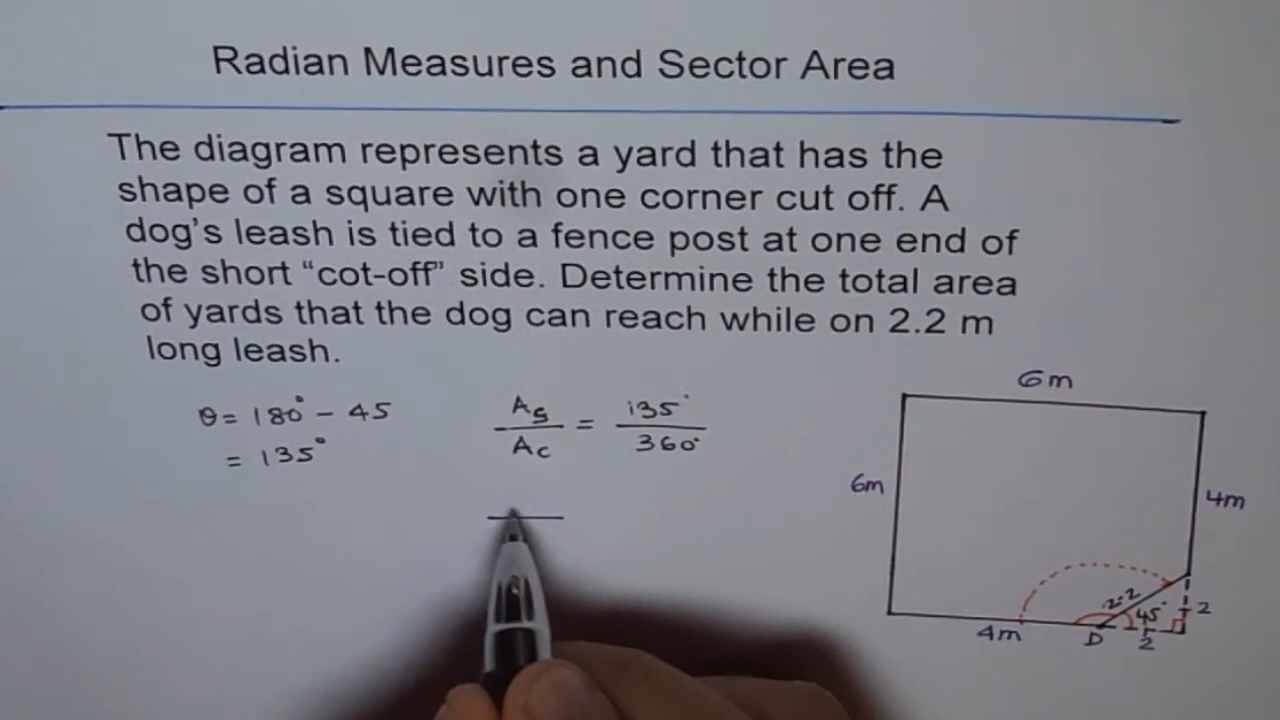 Radian Measures and Sector Area
The diagram represents a yard that has the
shape of a square with one corner cut off. A
dog's leash is tied to a fence post at one end of
the short “cot-off” side. Determine the total area
of yards that the dog can reach while on 2.2 m
long leash.
θ = 180° - 45
= 135°
As/Ac = 135°/360°
6m
6m
4m
2.2
45°
2
4m
D
2